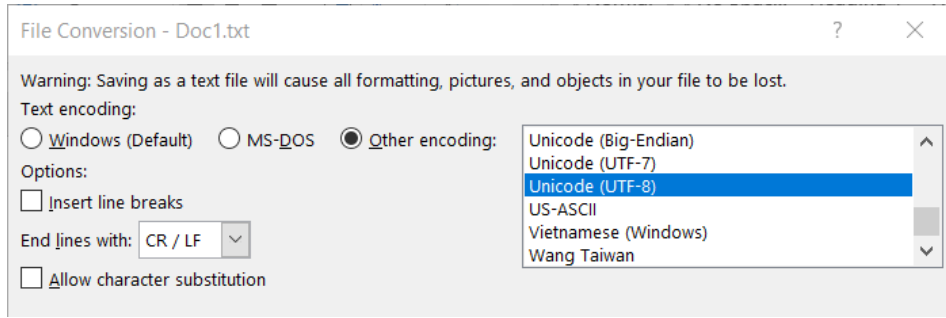 File Conversion - Doc1.txt ?
Warning: Saving as a text file will cause all formatting, pictures, and objects in your file to be lost.
Text encoding:
Windows (Default) MS-DOS Other encoding:
Unicode (Big-Endian)
Unicode (UTF-7)
Unicode (UTF-8)
US-ASCII
Vietnamese (Windows)
Wang Taiwan
Options:
Insert line breaks
End lines with: CR / LF
Allow character substitution